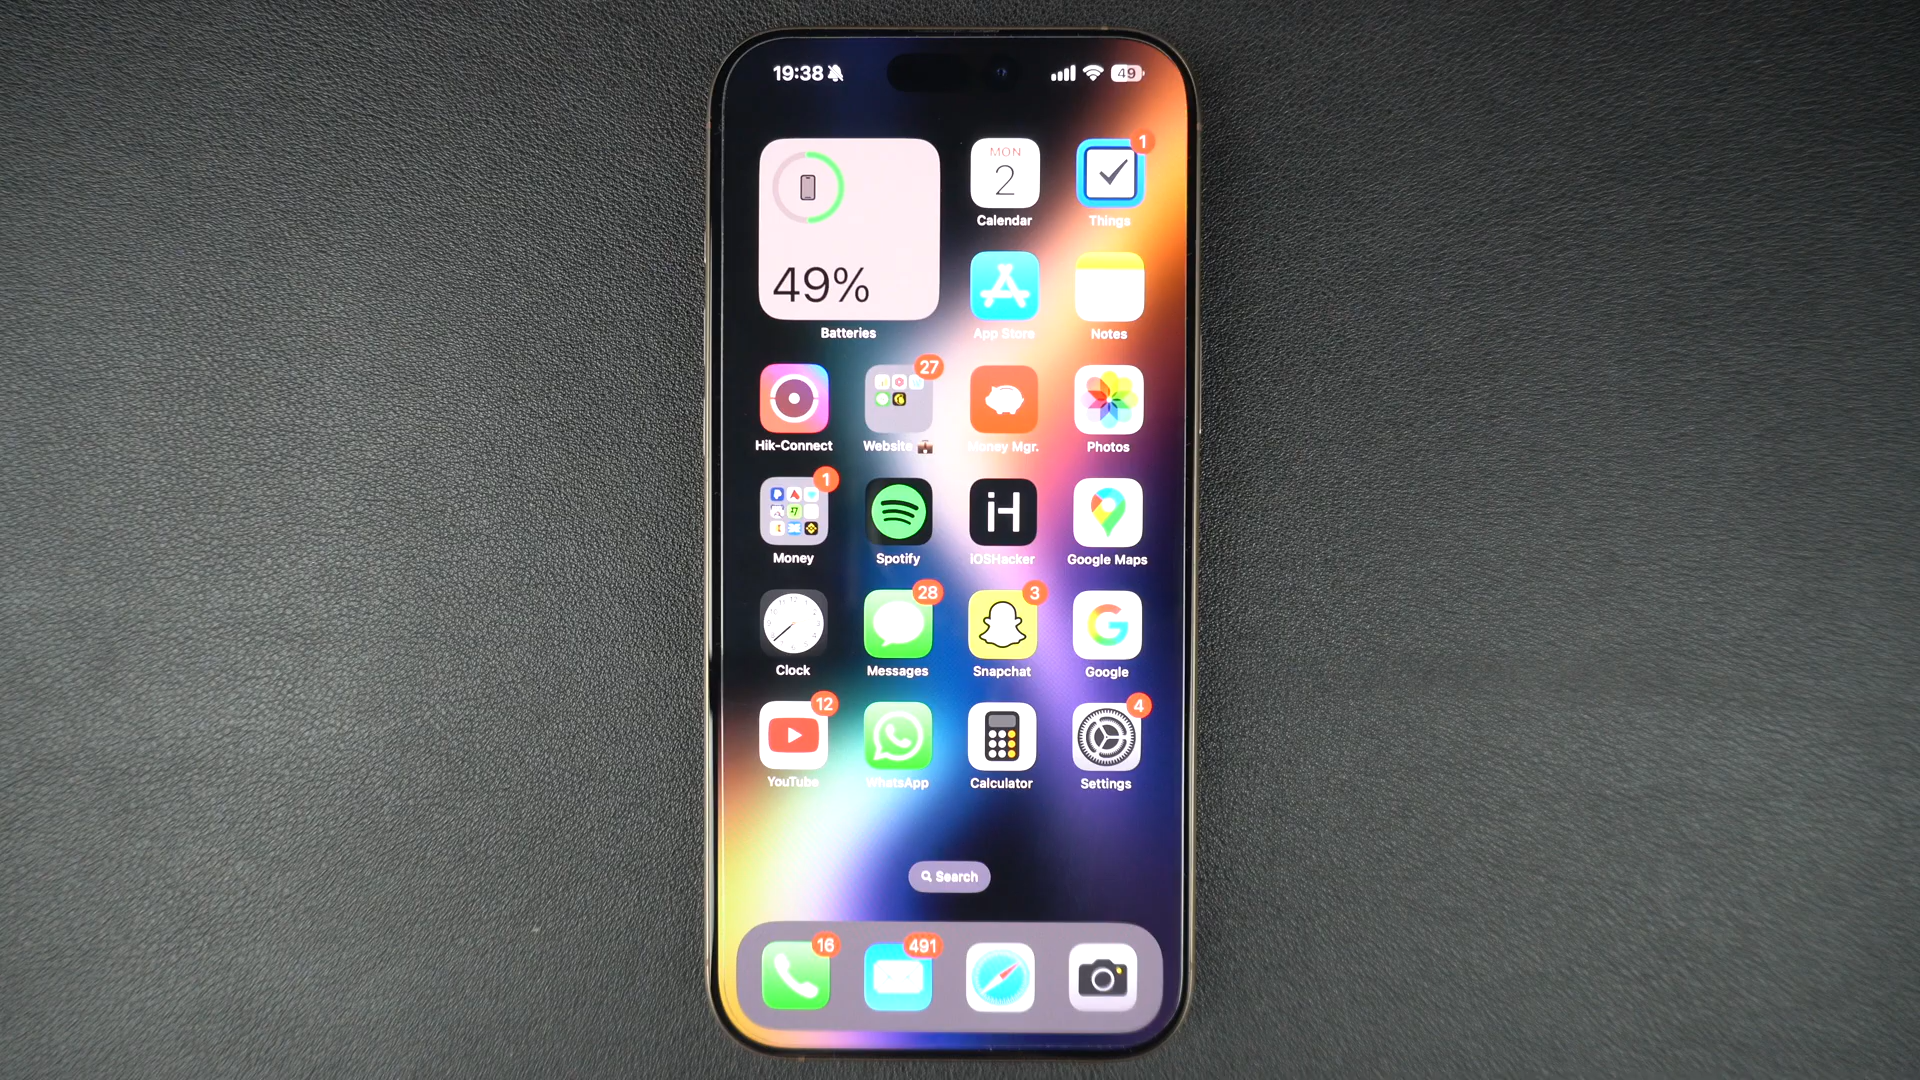 19:38
49
MON
2
Calendar
1
Things
49%
Batteries
App Store
Notes
Hik-Connect
27
Website
Money Mgr.
Photos
1
Money
Spotify
iH
iOSHacker
Google Maps
Clock
28
Messages
3
Snapchat
G
Google
12
YouTube
WhatsApp
Calculator
4
Settings
Search
16
491